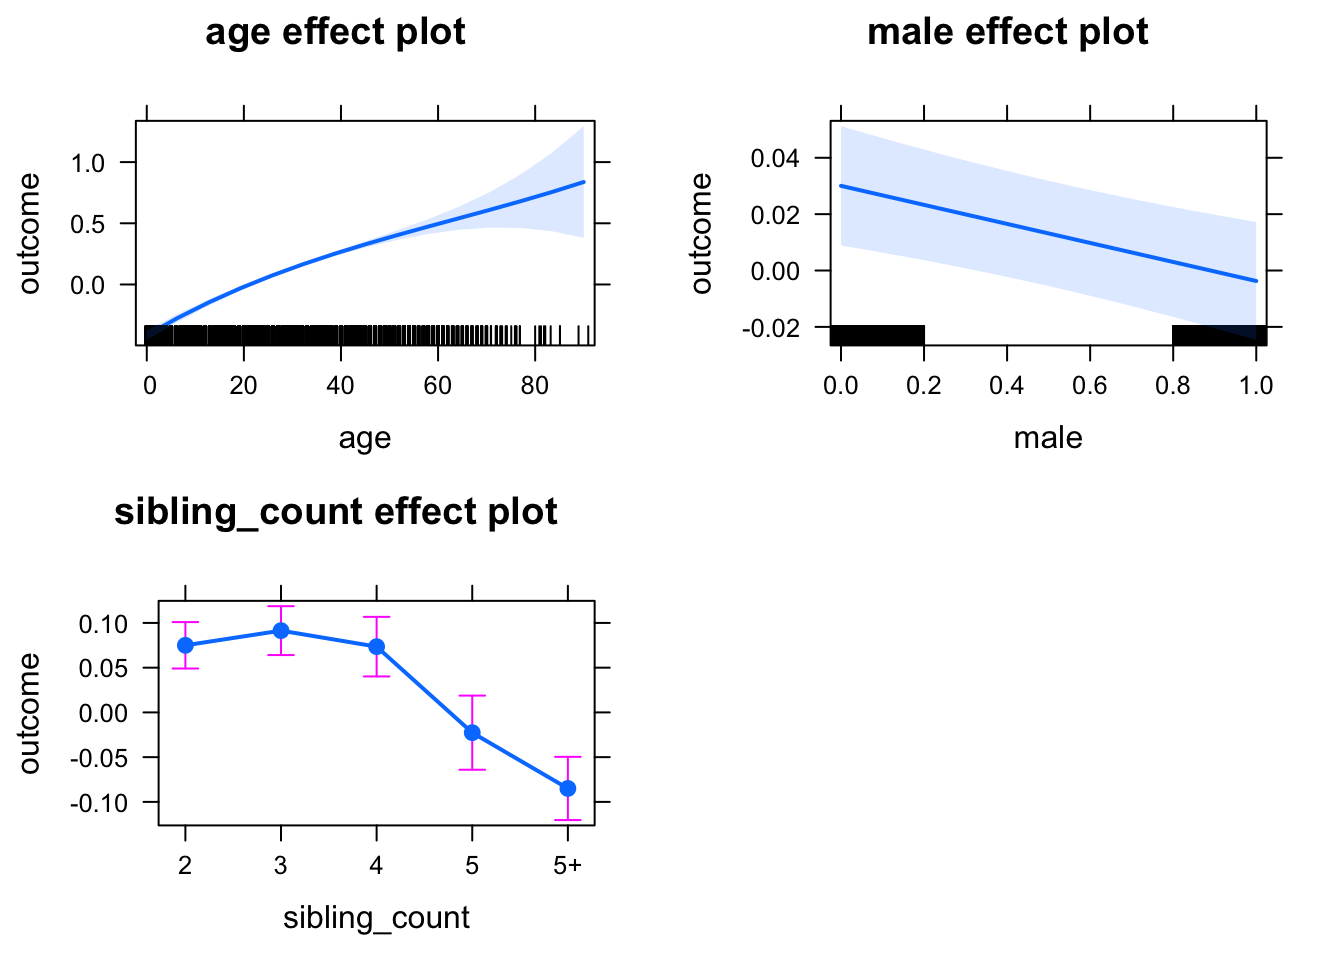 age effect plot
outcome
1.0
0.5
0.0
0 20 40 60 80
age
male effect plot
outcome
0.04
0.02
0.00
-0.02
0.0 0.2 0.4 0.6 0.8 1.0
male
sibling_count effect plot
outcome
0.10
0.05
0.00
-0.05
-0.10
2 3 4 5 5+
sibling_count